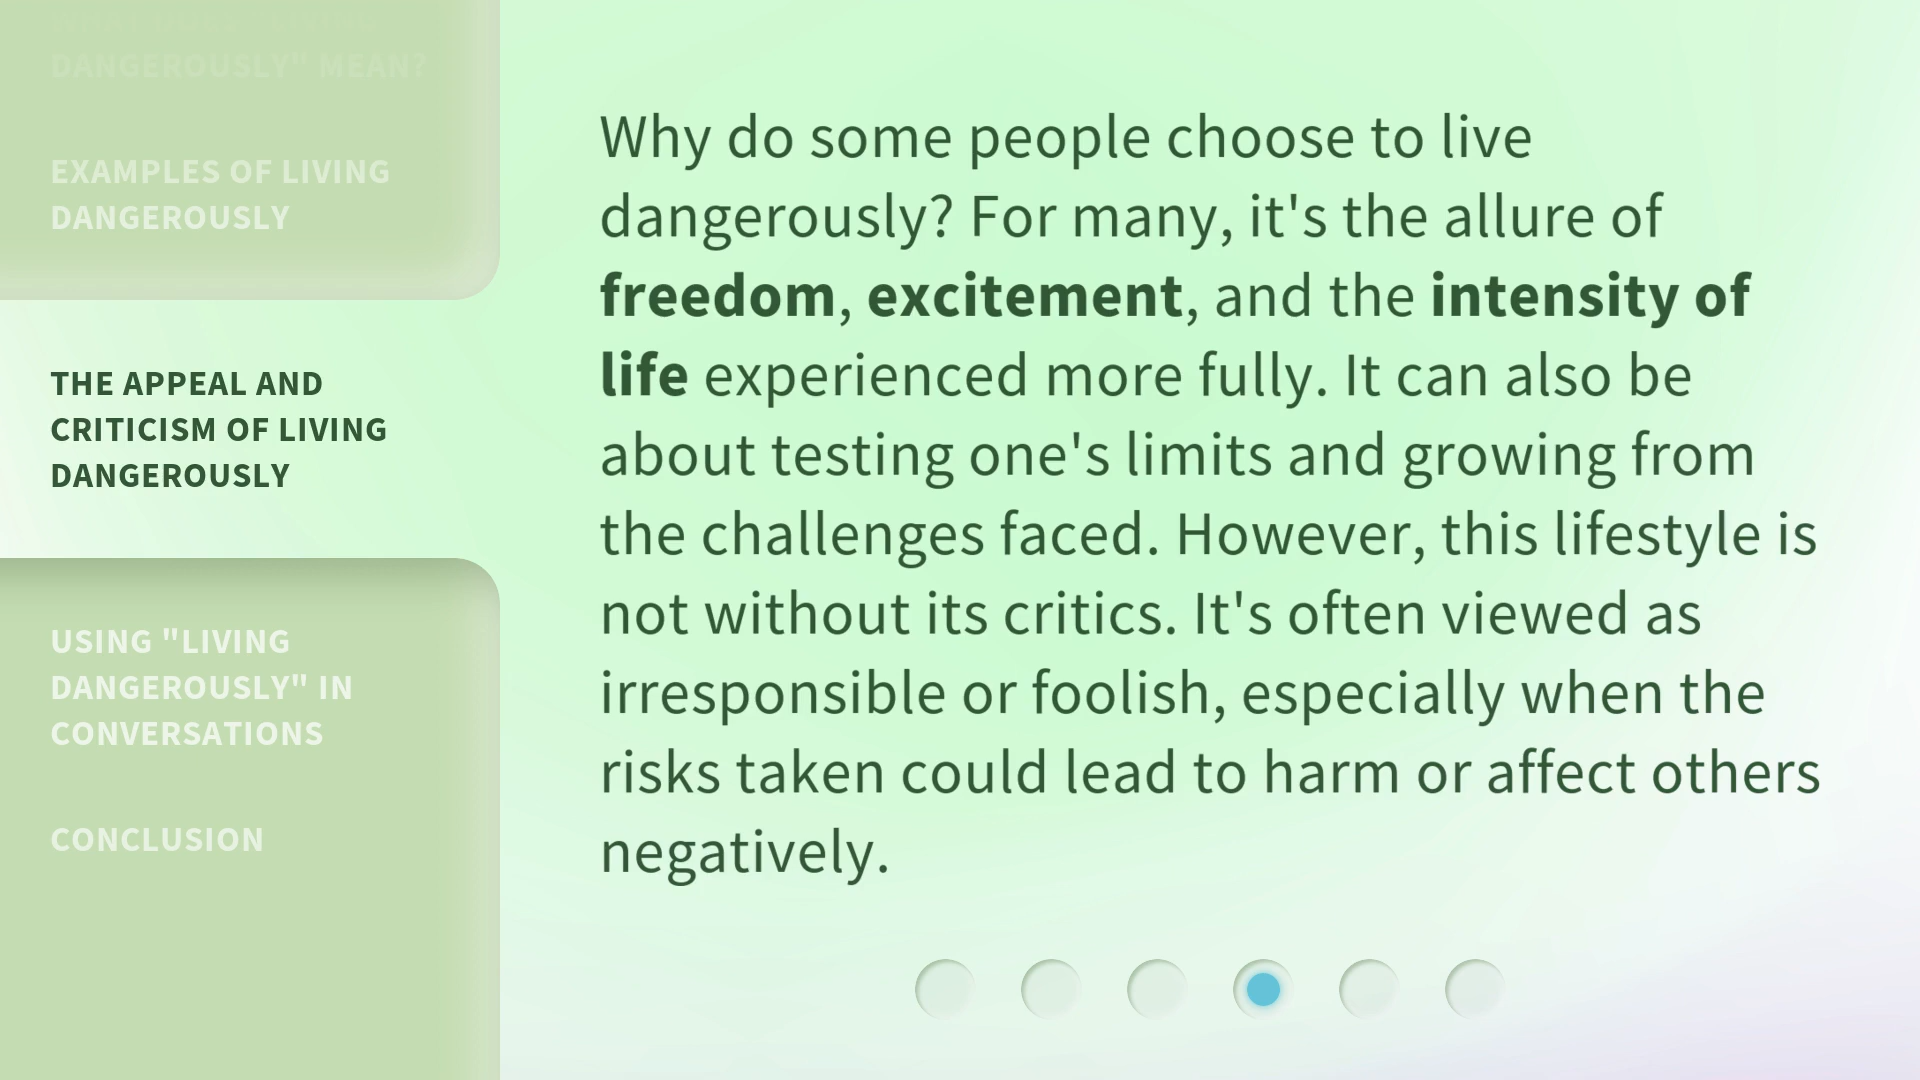 DANGEROUSLY" MEAN?
EXAMPLES OF LIVING
DANGEROUSLY
THE APPEAL AND
CRITICISM OF LIVING
DANGEROUSLY
USING "LIVING
DANGEROUSLY" IN
CONVERSATIONS
CONCLUSION
Why do some people choose to live
dangerously? For many, it's the allure of
freedom, excitement, and the intensity of
life experienced more fully. It can also be
about testing one's limits and growing from
the challenges faced. However, this lifestyle is
not without its critics. It's often viewed as
irresponsible or foolish, especially when the
risks taken could lead to harm or affect others
negatively.